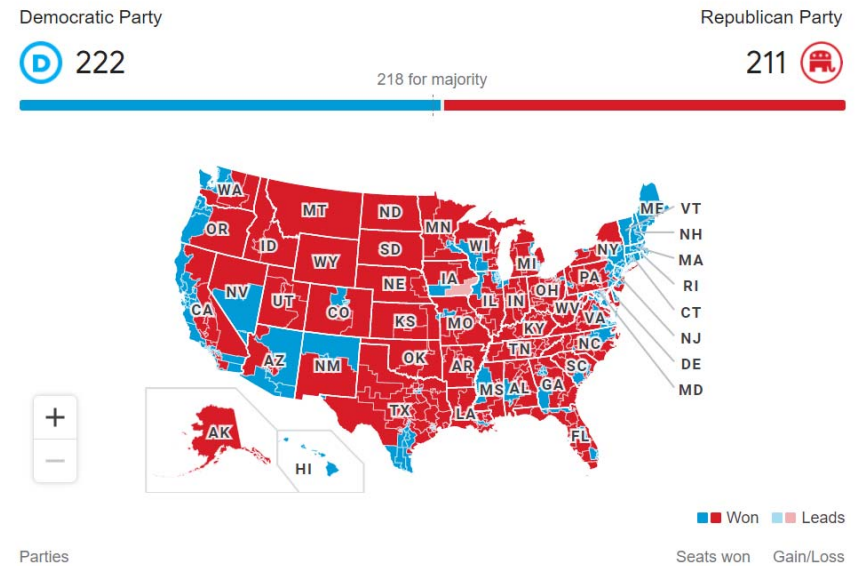 Democratic Party
Republican Party
D 222
211
218 for majority
WA
MT
ND
MN
ME
VT
OR
ID
SD
WI
NY
NH
WY
MI
MA
NE
IA
PA
RI
NV
UT
CO
IL
IN
OH
CT
CA
KS
MO
WV
VA
NJ
KY
AZ
NM
OK
AR
TN
NC
DE
SC
MS
AL
GA
MD
TX
LA
FL
AK
HI
+
−
Won
Leads
Parties
Seats won
Gain/Loss